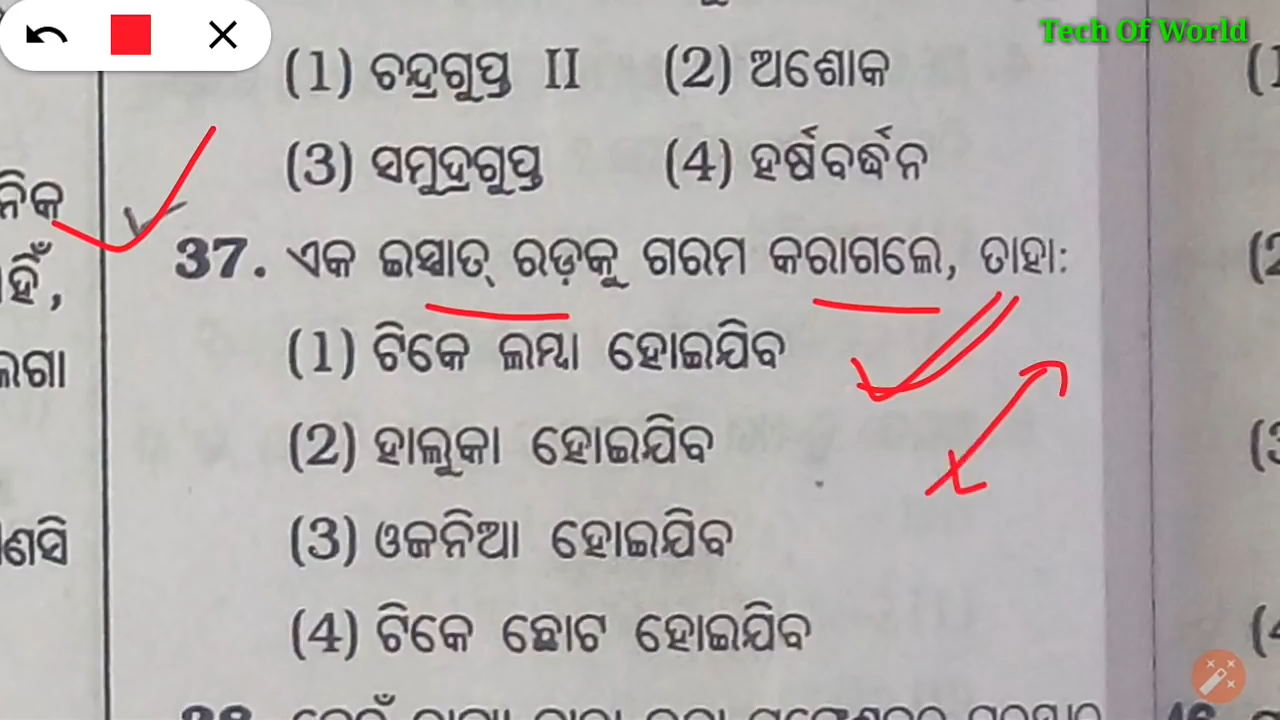 Tech Of World
(1) ଚନ୍ଦ୍ରଗୁପ୍ତ II (2) ଅଶୋକ
(3) ସମୁଦ୍ରଗୁପ୍ତ (4) ହର୍ଷବର୍ଦ୍ଧନ
37. ଏକ ଇସ୍ପାତ୍ ରଡ଼କୁ ଗରମ କରାଗଲେ, ତାହା:
(1) ଟିକେ ଲମ୍ବା ହୋଇଯିବ
(2) ହାଲୁକା ହୋଇଯିବ
(3) ଓଜନିଆ ହୋଇଯିବ
(4) ଟିକେ ଛୋଟ ହୋଇଯିବ